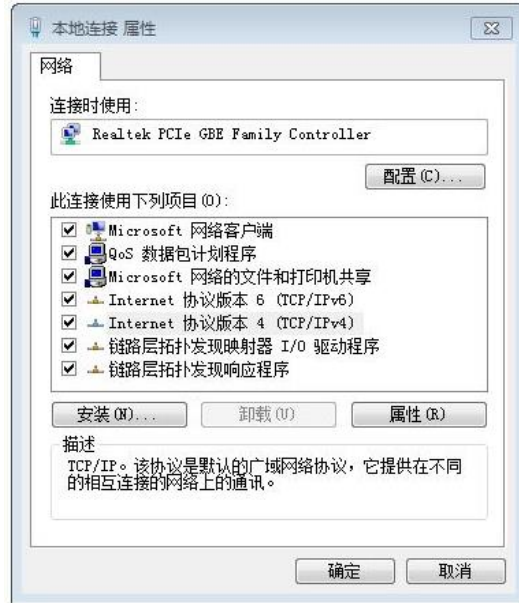 本地连接 属性
网络
连接时使用:
Realtek PCIe GBE Family Controller
配置(C)...
此连接使用下列项目(O):
Microsoft 网络客户端
QoS 数据包计划程序
Microsoft 网络的文件和打印机共享
Internet 协议版本 6 (TCP/IPv6)
Internet 协议版本 4 (TCP/IPv4)
链路层拓扑发现映射器 I/O 驱动程序
链路层拓扑发现响应程序
安装(N)... 卸载(U) 属性(R)
描述
TCP/IP。该协议是默认的广域网络协议，它提供在不同
的相互连接的网络上的通讯。
确定 取消